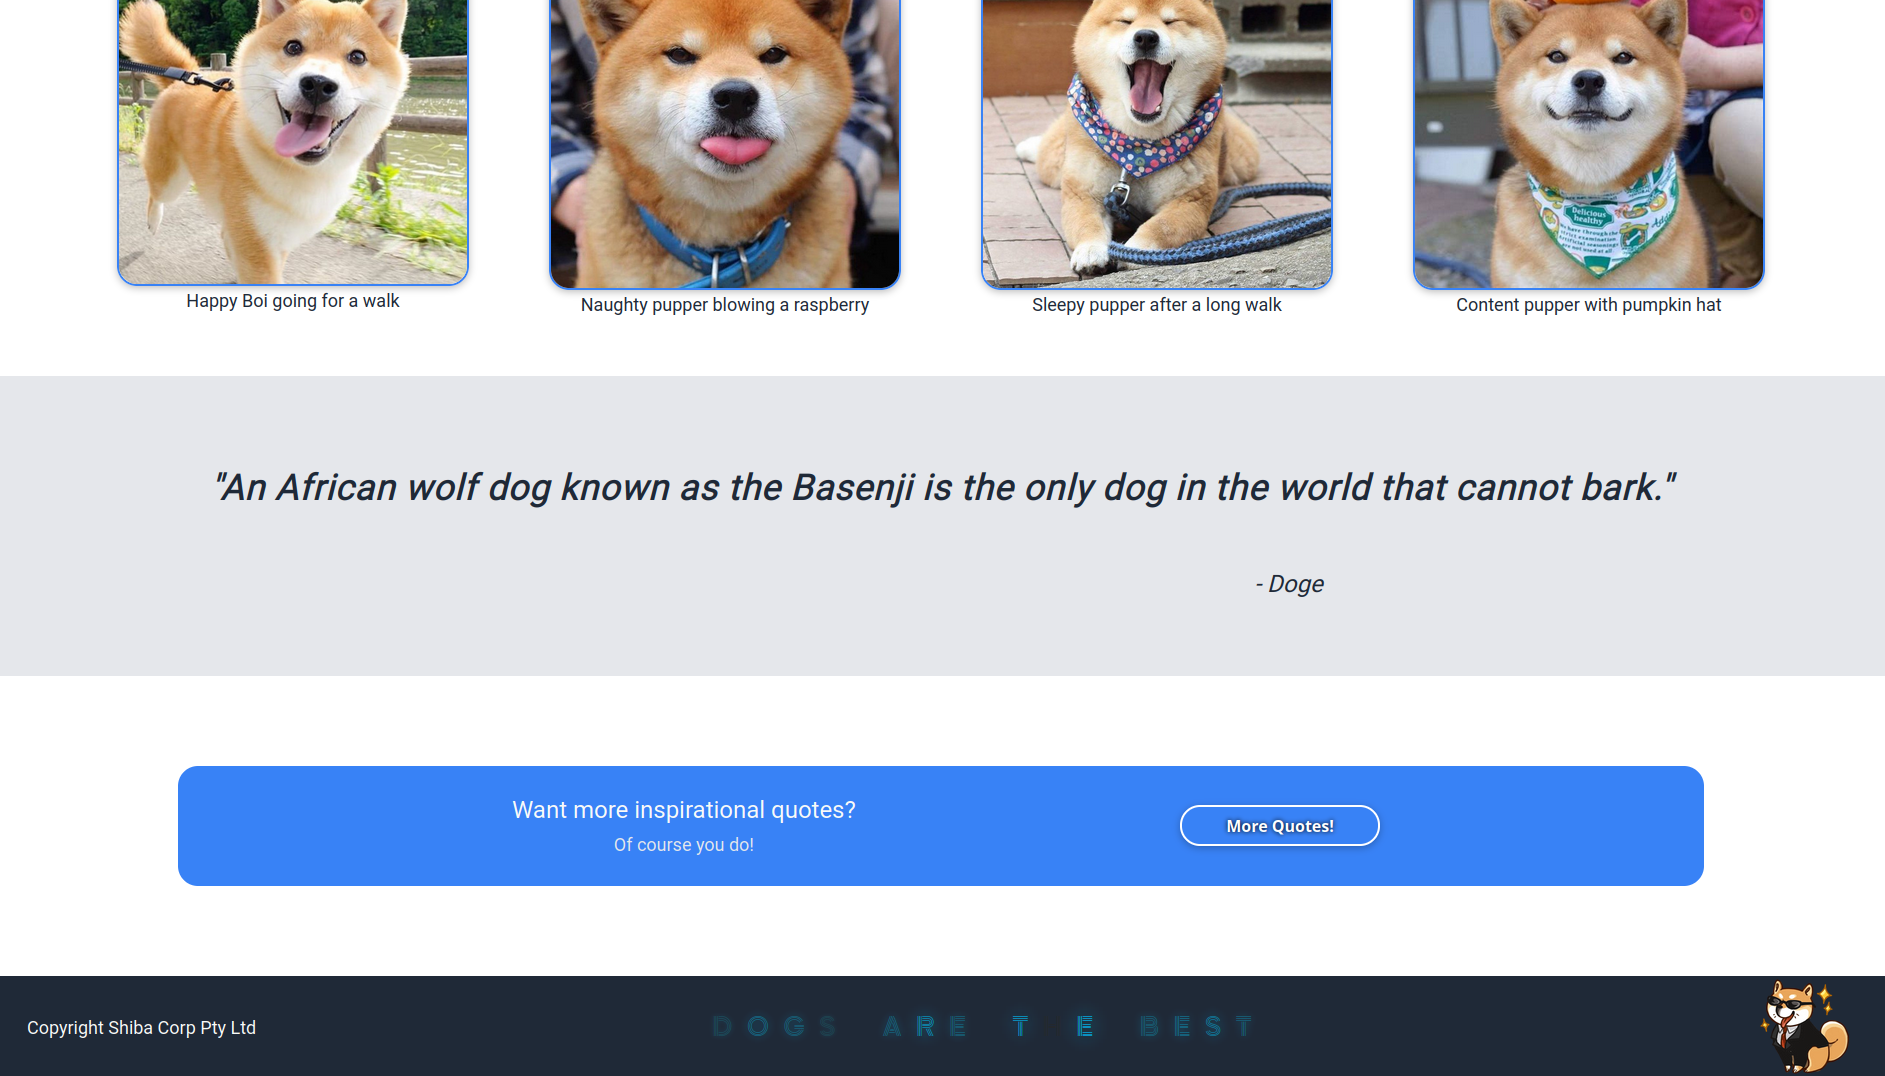 Delicious
healthy
Happy Boi going for a walk
Naughty pupper blowing a raspberry
Sleepy pupper after a long walk
Content pupper with pumpkin hat
"An African wolf dog known as the Basenji is the only dog in the world that cannot bark."
- Doge
Want more inspirational quotes?
Of course you do!
More Quotes!
Copyright Shiba Corp Pty Ltd
DOGS ARE T E BEST